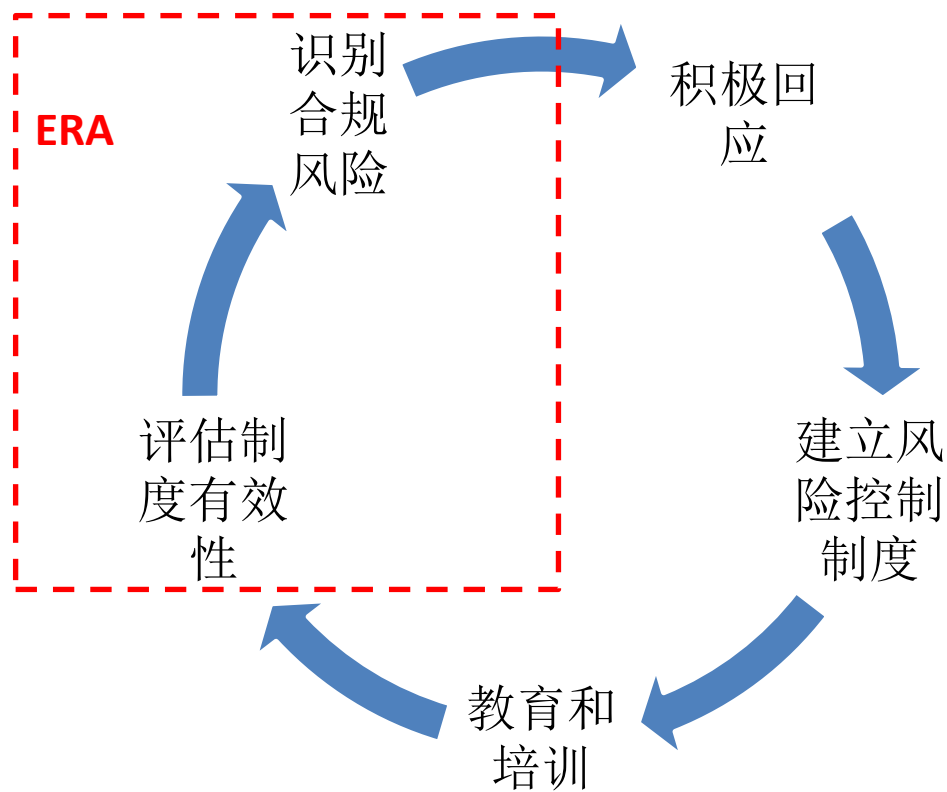 ERA
识别
合规
风险
积极回
应
建立风
险控制
制度
教育和
培训
评估制
度有效
性